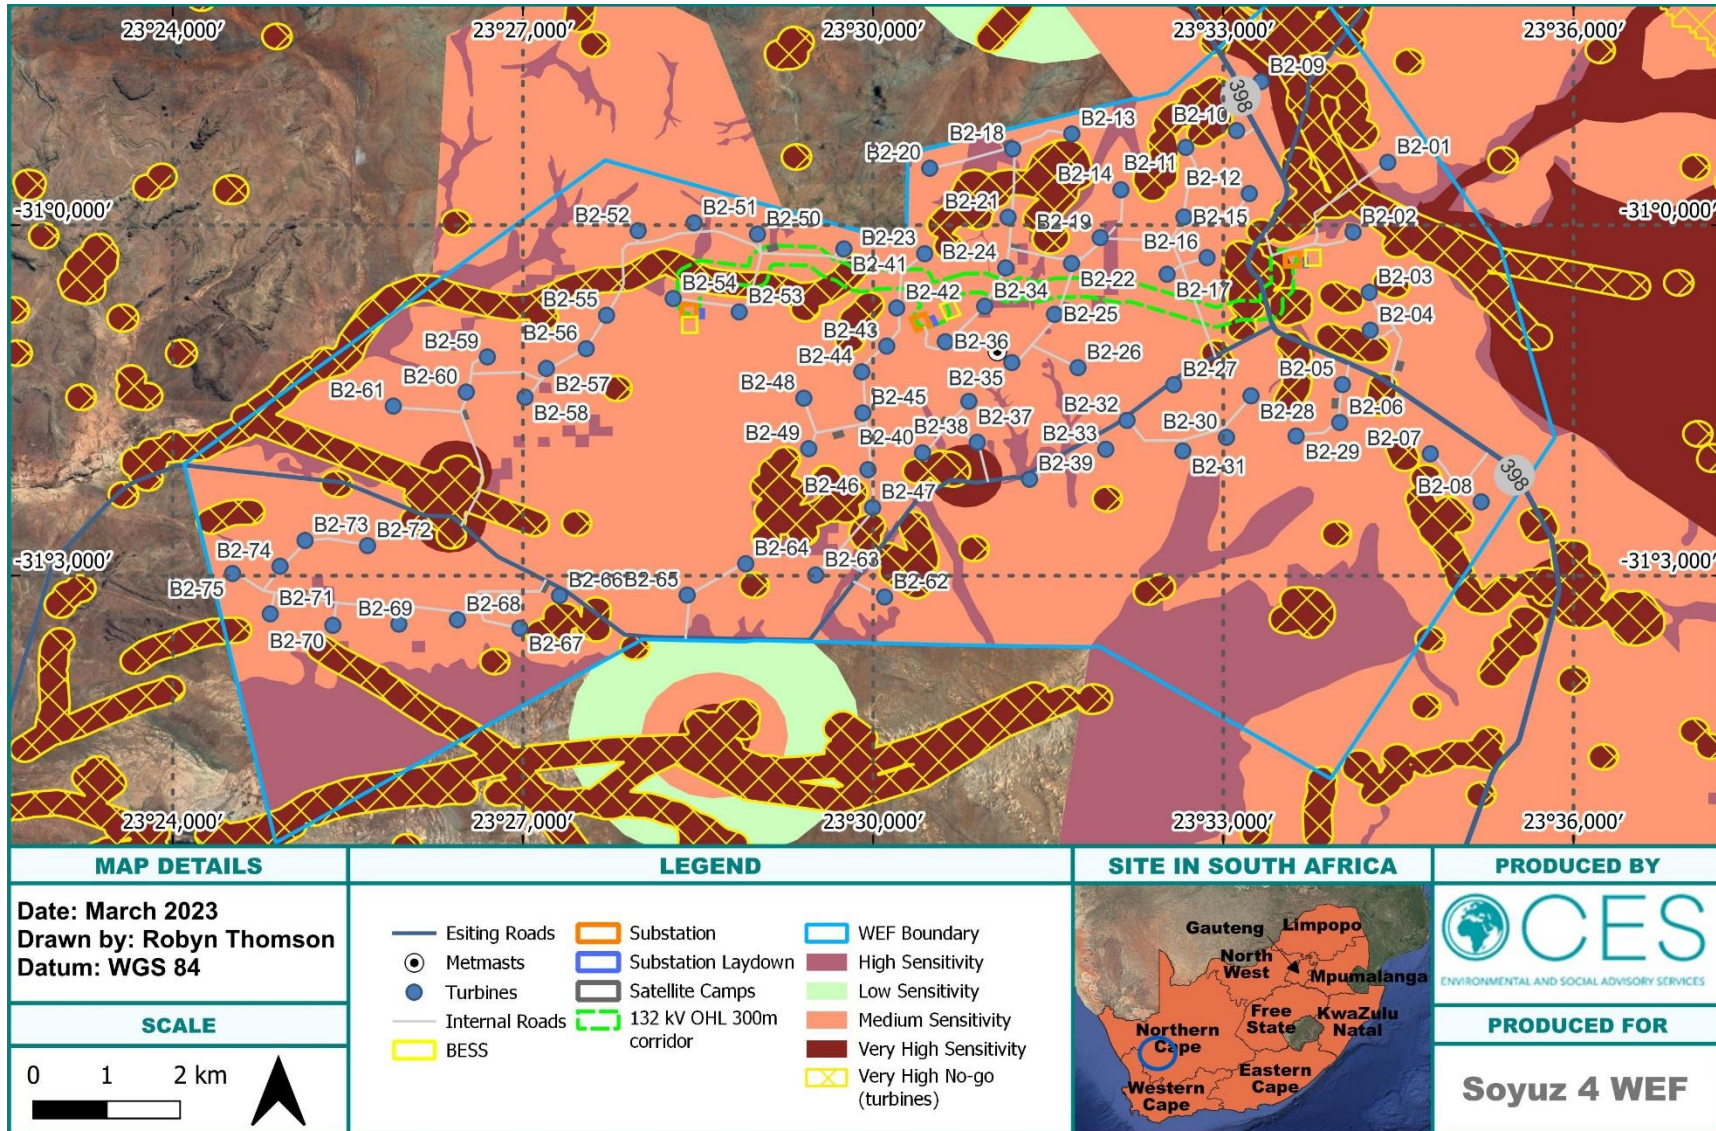 23°24,000′ 23°27,000′ 23°30,000′ 23°33,000′ 23°36,000′
B2-09
398
B2-10
B2-13
B2-18
B2-20
B2-11
B2-01
B2-14
B2-12
B2-51
B2-21
B2-52
B2-50
-31°0,000′
B2-19
B2-15
B2-02
-31°0,000′
B2-23
B2-24
B2-16
B2-41
B2-22
B2-03
B2-54
B2-17
B2-55
B2-53
B2-42
B2-34
B2-04
B2-25
B2-56
B2-43
B2-59
B2-44
B2-36
B2-26
B2-60
B2-57
B2-27
B2-05
B2-61
B2-48
B2-35
B2-58
B2-45
B2-32
B2-28
B2-06
B2-37
B2-38
B2-30
B2-49
B2-40
B2-33
B2-07
B2-29
B2-39
B2-31
398
B2-46
B2-47
B2-08
B2-73
B2-72
B2-74
B2-64
-31°3,000′
B2-63
-31°3,000′
B2-75
B2-66
B2-65
B2-62
B2-71
B2-69
B2-68
B2-70
B2-67
23°24,000′ 23°27,000′ 23°30,000′ 23°33,000′ 23°36,000′
MAP DETAILS
Date: March 2023
Drawn by: Robyn Thomson
Datum: WGS 84
SCALE
0 1 2 km
LEGEND
Esiting Roads
Metmasts
Turbines
Internal Roads
BESS
Substation
Substation Laydown
Satellite Camps
132 kV OHL 300m
corridor
WEF Boundary
High Sensitivity
Low Sensitivity
Medium Sensitivity
Very High Sensitivity
Very High No-go
(turbines)
SITE IN SOUTH AFRICA
Gauteng
Limpopo
North
West
Mpumalanga
Free
State
KwaZulu
Natal
Northern
Cape
Eastern
Cape
Western
Cape
PRODUCED BY
CES
ENVIRONMENTAL AND SOCIAL ADVISORY SERVICES
PRODUCED FOR
Soyuz 4 WEF